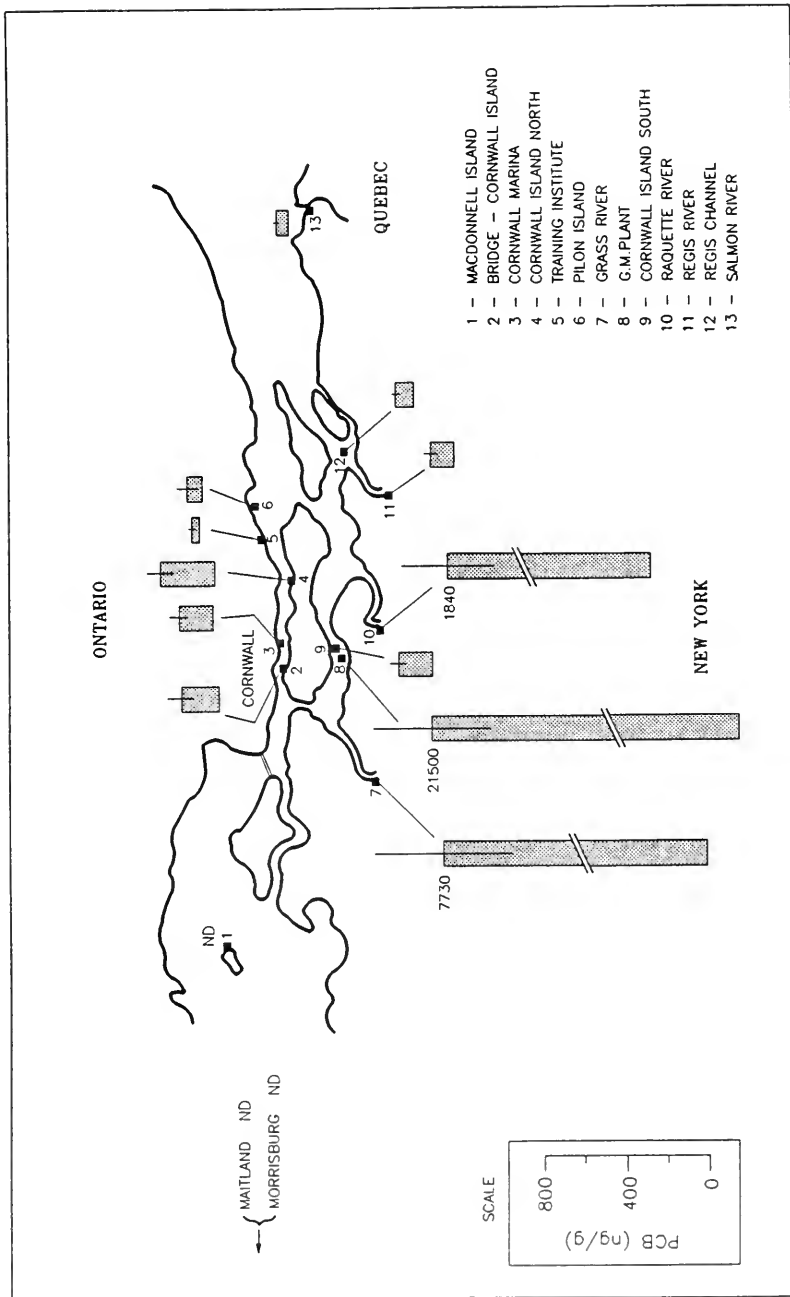 ONTARIO
QUEBEC
NEW YORK
CORNWALL
MAITLAND ND
MORRISBURG ND
ND
1
2
3
4
5
6
7
8
9
10
11
12
13
7730
21500
1840
1 - MACDONNELL ISLAND
2 - BRIDGE - CORNWALL ISLAND
3 - CORNWALL MARINA
4 - CORNWALL ISLAND NORTH
5 - TRAINING INSTITUTE
6 - PILON ISLAND
7 - GRASS RIVER
8 - G.M.PLANT
9 - CORNWALL ISLAND SOUTH
10 - RAQUETTE RIVER
11 - REGIS RIVER
12 - REGIS CHANNEL
13 - SALMON RIVER
SCALE
PCB (ng/g)
800
400
0